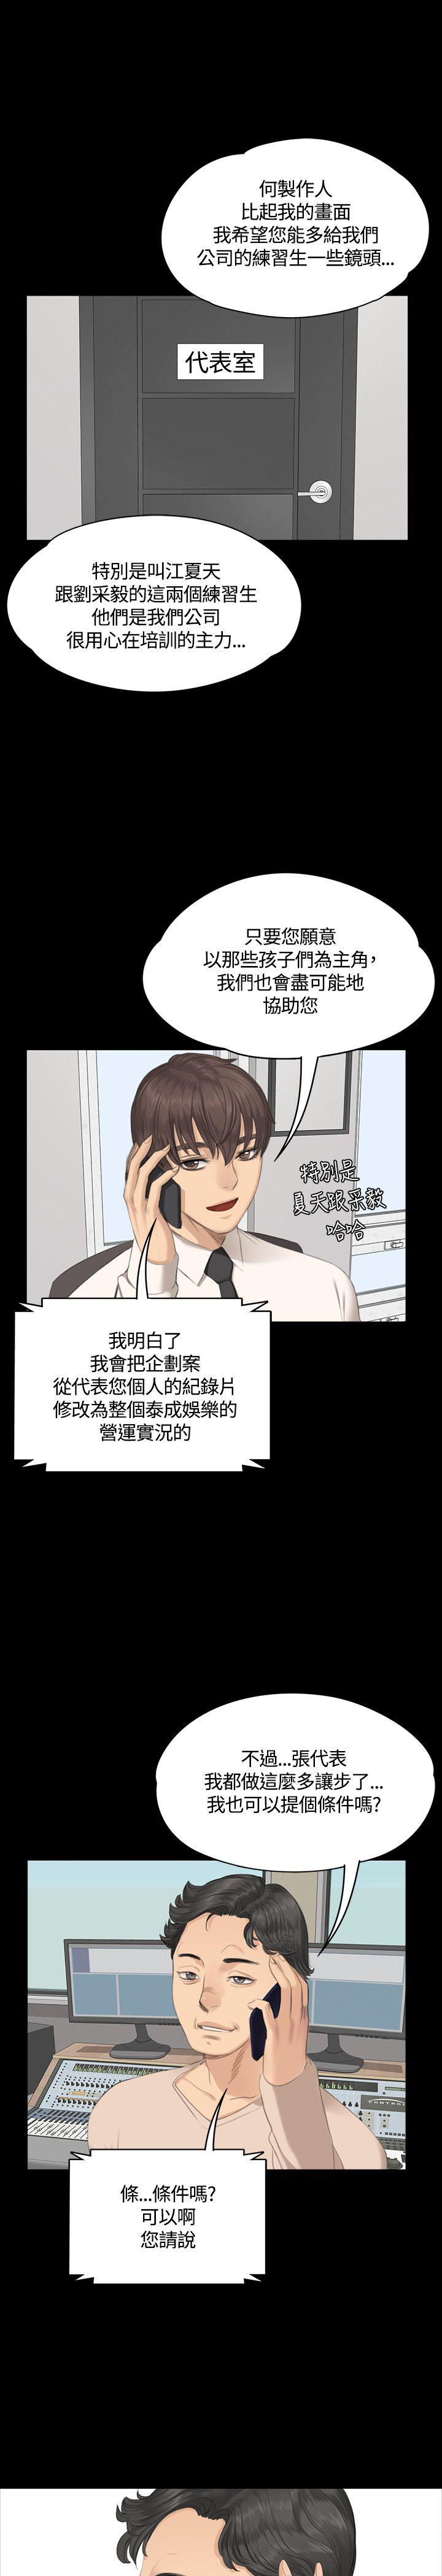 何製作人
比起我的畫面
我希望您能多給我們
公司的練習生一些鏡頭...
代表室
特別是叫江夏天
跟劉采毅的這兩個練習生
他們是我們公司
很用心在培訓的主力...
只要您願意
以那些孩子們為主角，
我們也會盡可能地
協助您
特別是
夏天跟采毅
哈哈
我明白了
我會把企劃案
從代表您個人的紀錄片
修改為整個泰成娛樂的
營運實況的
不過...張代表
我都做這麼多讓步了...
我也可以提個條件嗎?
CONTROL
條...條件嗎?
可以啊
您請說